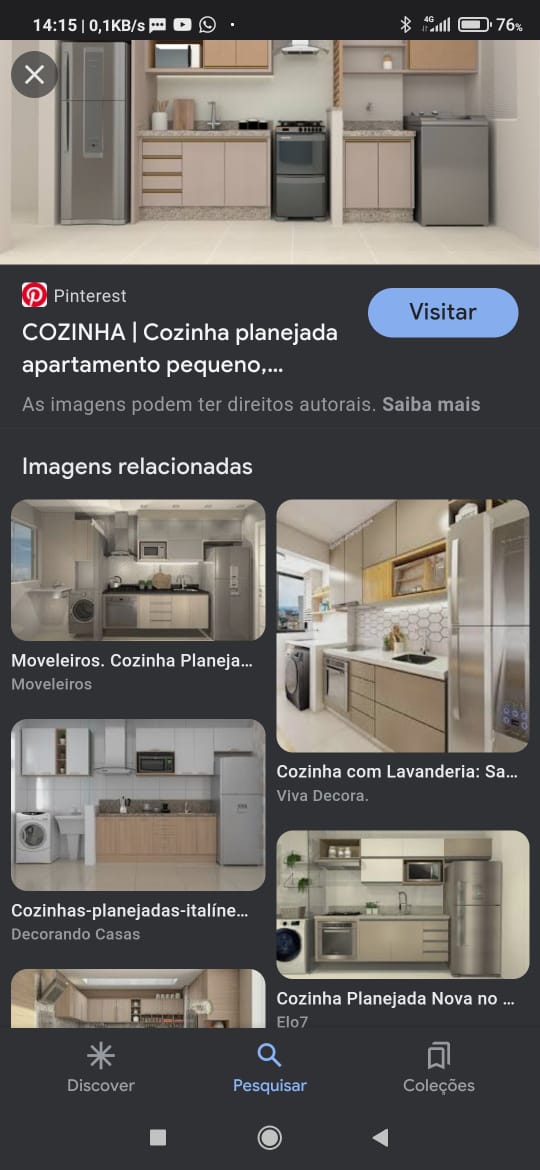 14:15 | 0,1KB/s
4G
76%
Pinterest
COZINHA | Cozinha planejada
apartamento pequeno,...
Visitar
As imagens podem ter direitos autorais. Saiba mais
Imagens relacionadas
Moveleiros. Cozinha Planeja...
Moveleiros
Cozinha com Lavanderia: Sa...
Viva Decora.
Cozinhas-planejadas-italíne...
Decorando Casas
Cozinha Planejada Nova no ...
Elo7
Discover
Pesquisar
Coleções